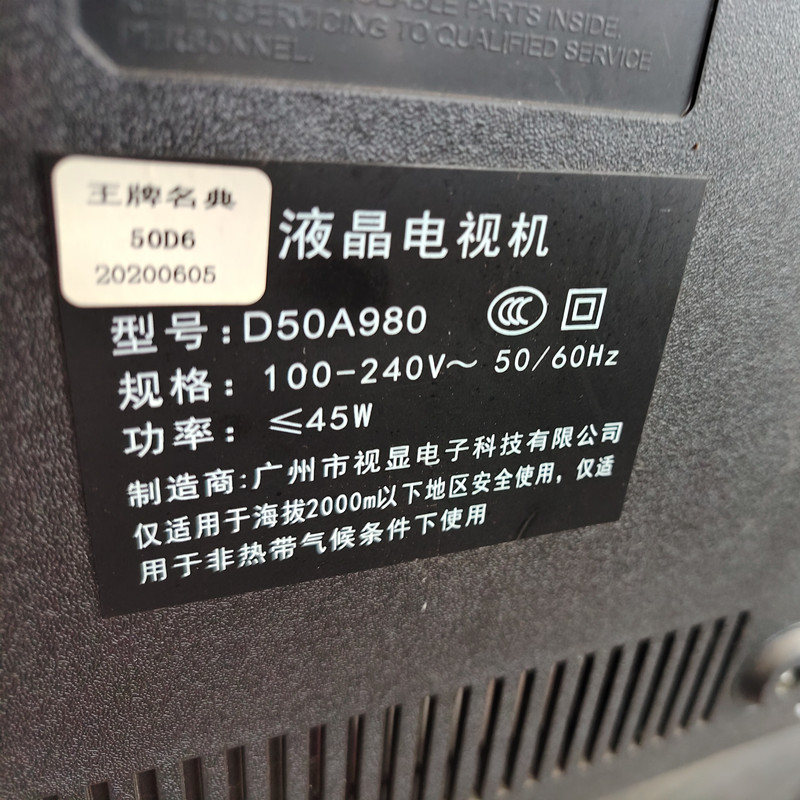 PARTS INSIDE,
SERVICING TO QUALIFIED SERVICE
PERSONNEL.
王牌名典
50D6
20200605
液晶电视机
型号:D50A980
规格: 100-240V～ 50/60Hz
功率: ≤45W
制造商:广州市视显电子科技有限公司
仅适用于海拔2000m以下地区安全使用，仅适
用于非热带气候条件下使用